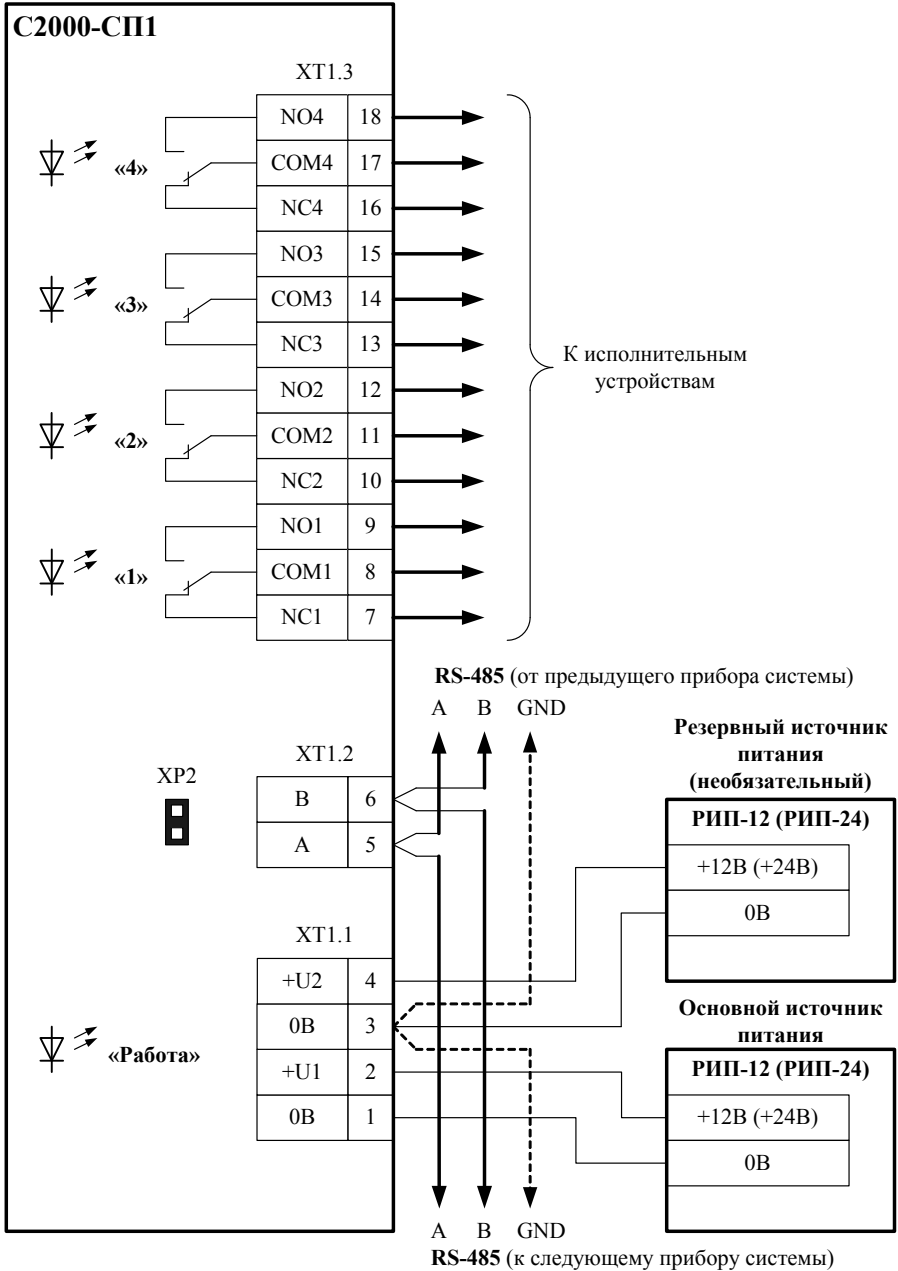 С2000-СП1
XT1.3
NO4 18
«4» COM4 17
NC4 16
NO3 15
«3» COM3 14
NC3 13
К исполнительным
устройствам
NO2 12
«2» COM2 11
NC2 10
NO1 9
«1» COM1 8
NC1 7
RS-485 (от предыдущего прибора системы)
A B GND
Резервный источник
питания
(необязательный)
XP2
XT1.2
B 6
A 5
РИП-12 (РИП-24)
+12В (+24В)
0В
XT1.1
+U2 4
0В 3
«Работа»
+U1 2
0В 1
Основной источник
питания
РИП-12 (РИП-24)
+12В (+24В)
0В
A B GND
RS-485 (к следующему прибору системы)